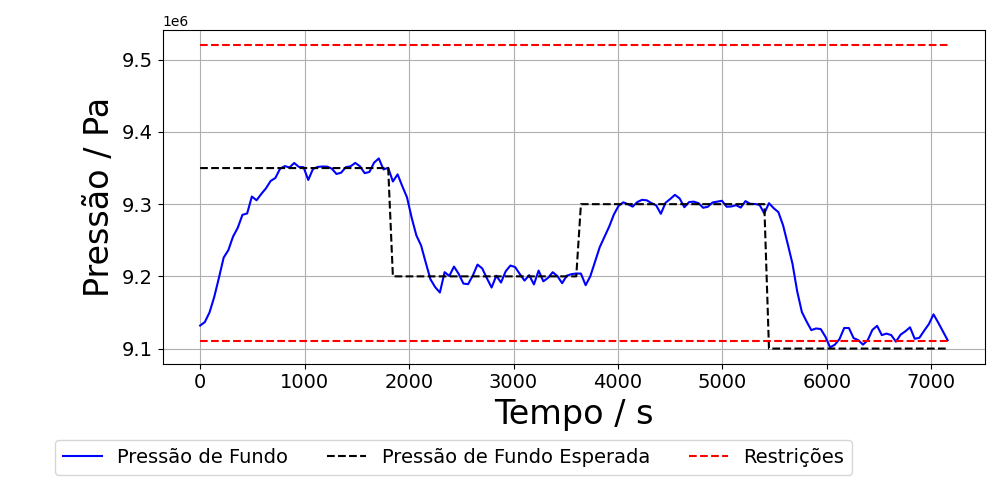 1e6
Pressão / Pa
9.5
9.4
9.3
9.2
9.1
0 1000 2000 3000 4000 5000 6000 7000
Tempo / s
Pressão de Fundo Pressão de Fundo Esperada Restrições